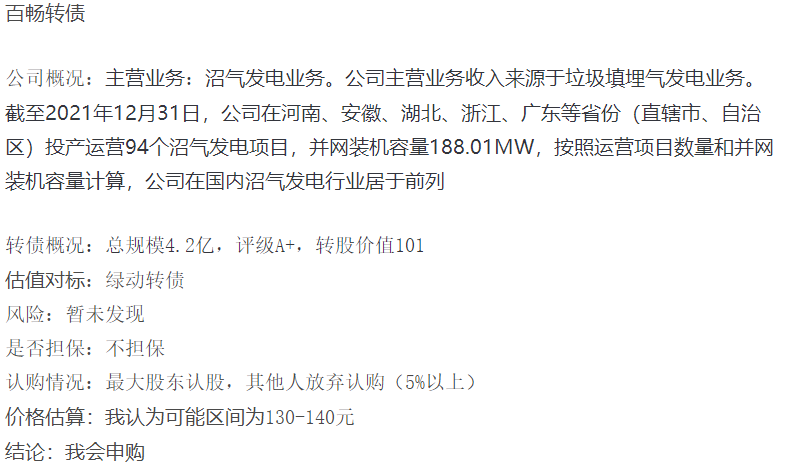 百畅转债
公司概况：主营业务：沼气发电业务。公司主营业务收入来源于垃圾填埋气发电业务。
截至2021年12月31日，公司在河南、安徽、湖北、浙江、广东等省份（直辖市、自治
区）投产运营94个沼气发电项目，并网装机容量188.01MW，按照运营项目数量和并网
装机容量计算，公司在国内沼气发电行业居于前列
转债概况：总规模4.2亿，评级A+，转股价值101
估值对标：绿动转债
风险：暂未发现
是否担保：不担保
认购情况：最大股东认股，其他人放弃认购（5%以上）
价格估算：我认为可能区间为130-140元
结论：我会申购